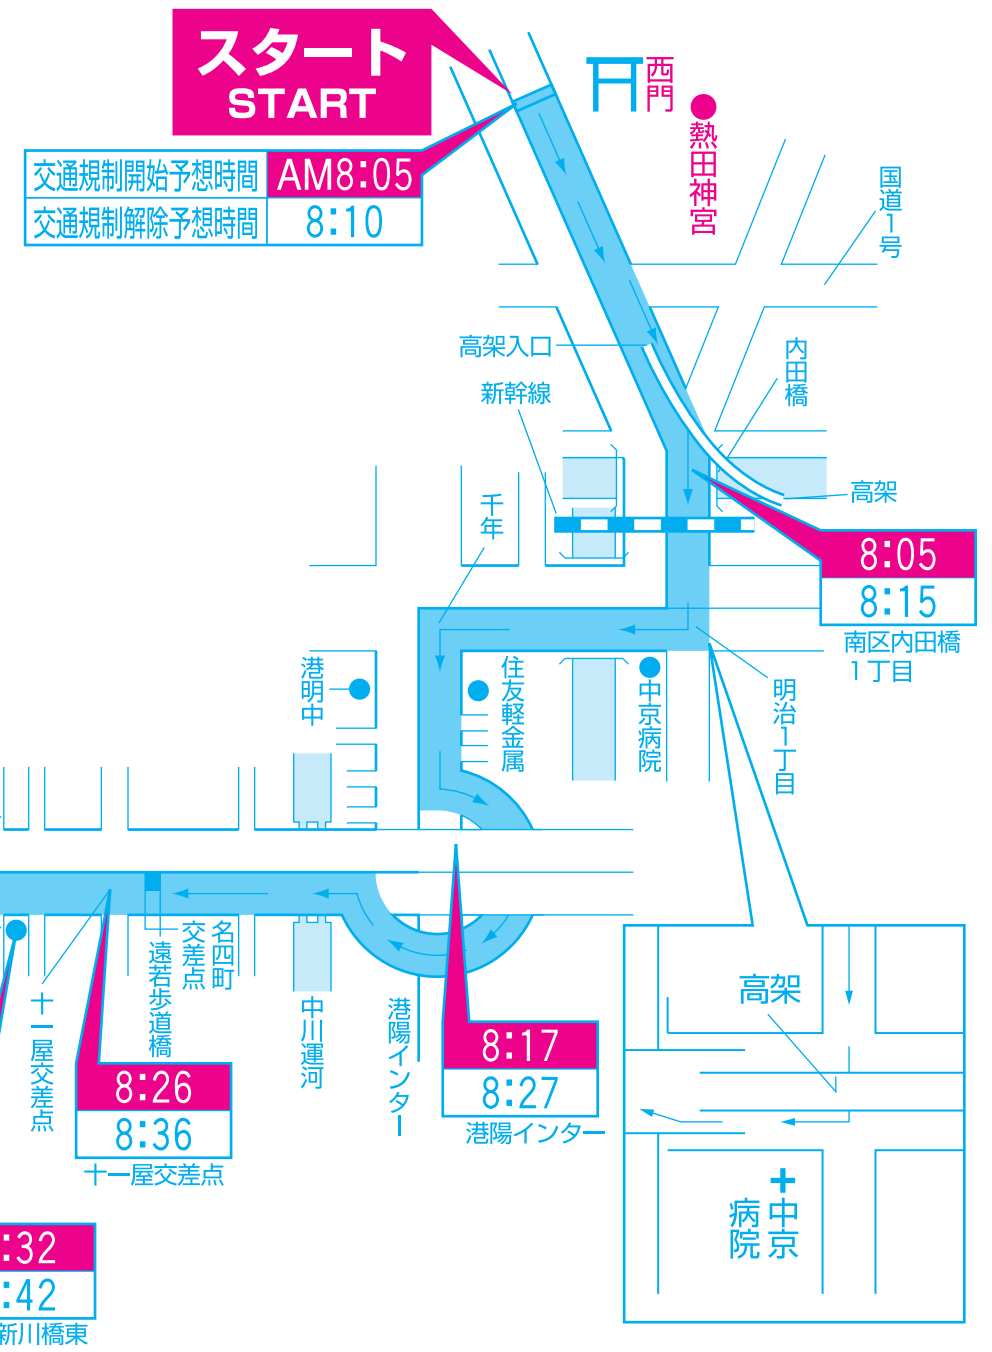 スタート
START
交通規制開始予想時間
AM8:05
交通規制解除予想時間
8:10
西門
熱田神宮
国道1号
高架入口
新幹線
内田橋
高架
千年
8:05
8:15
南区内田橋
1丁目
港明中
住友軽金属
中京病院
明治1丁目
名四町
交差点
遠若歩道橋
十一屋交差点
中川運河
港陽インター
8:17
8:27
港陽インター
8:26
8:36
十一屋交差点
:32
:42
新川橋東
高架
中京
病院